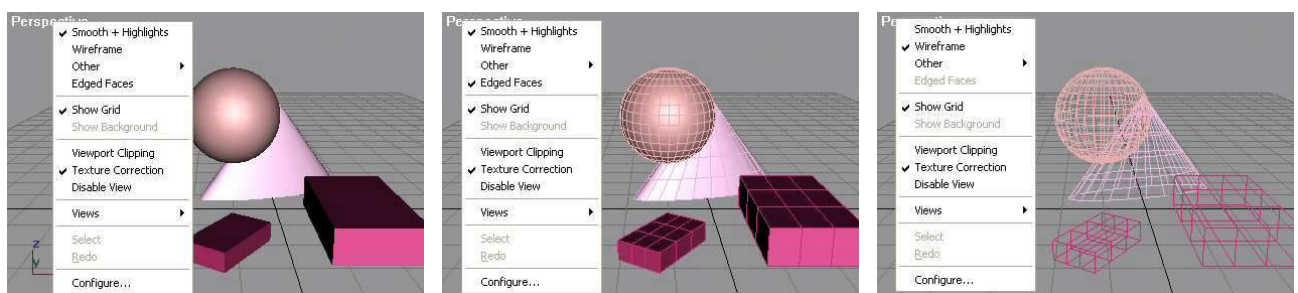 Perspective
Smooth + Highlights
Wireframe
Other
Edged Faces
Show Grid
Show Background
Viewport Clipping
Texture Correction
Disable View
Views
Select
Redo
Configure...
z
y
Smooth + Highlights
Wireframe
Other
Edged Faces
Show Grid
Show Background
Viewport Clipping
Texture Correction
Disable View
Views
Select
Redo
Configure...
Smooth + Highlights
Wireframe
Other
Edged Faces
Show Grid
Show Background
Viewport Clipping
Texture Correction
Disable View
Views
Select
Redo
Configure...